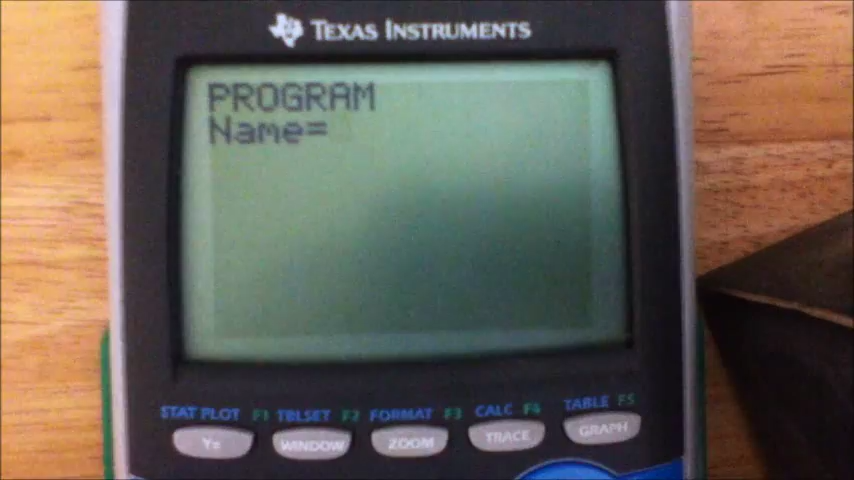 TEXAS INSTRUMENTS
PROGRAM
Name=
STAT PLOT F1 TBLSET F2 FORMAT F3 CALC F4 TABLE F5
Y= WINDOW ZOOM TRACE GRAPH